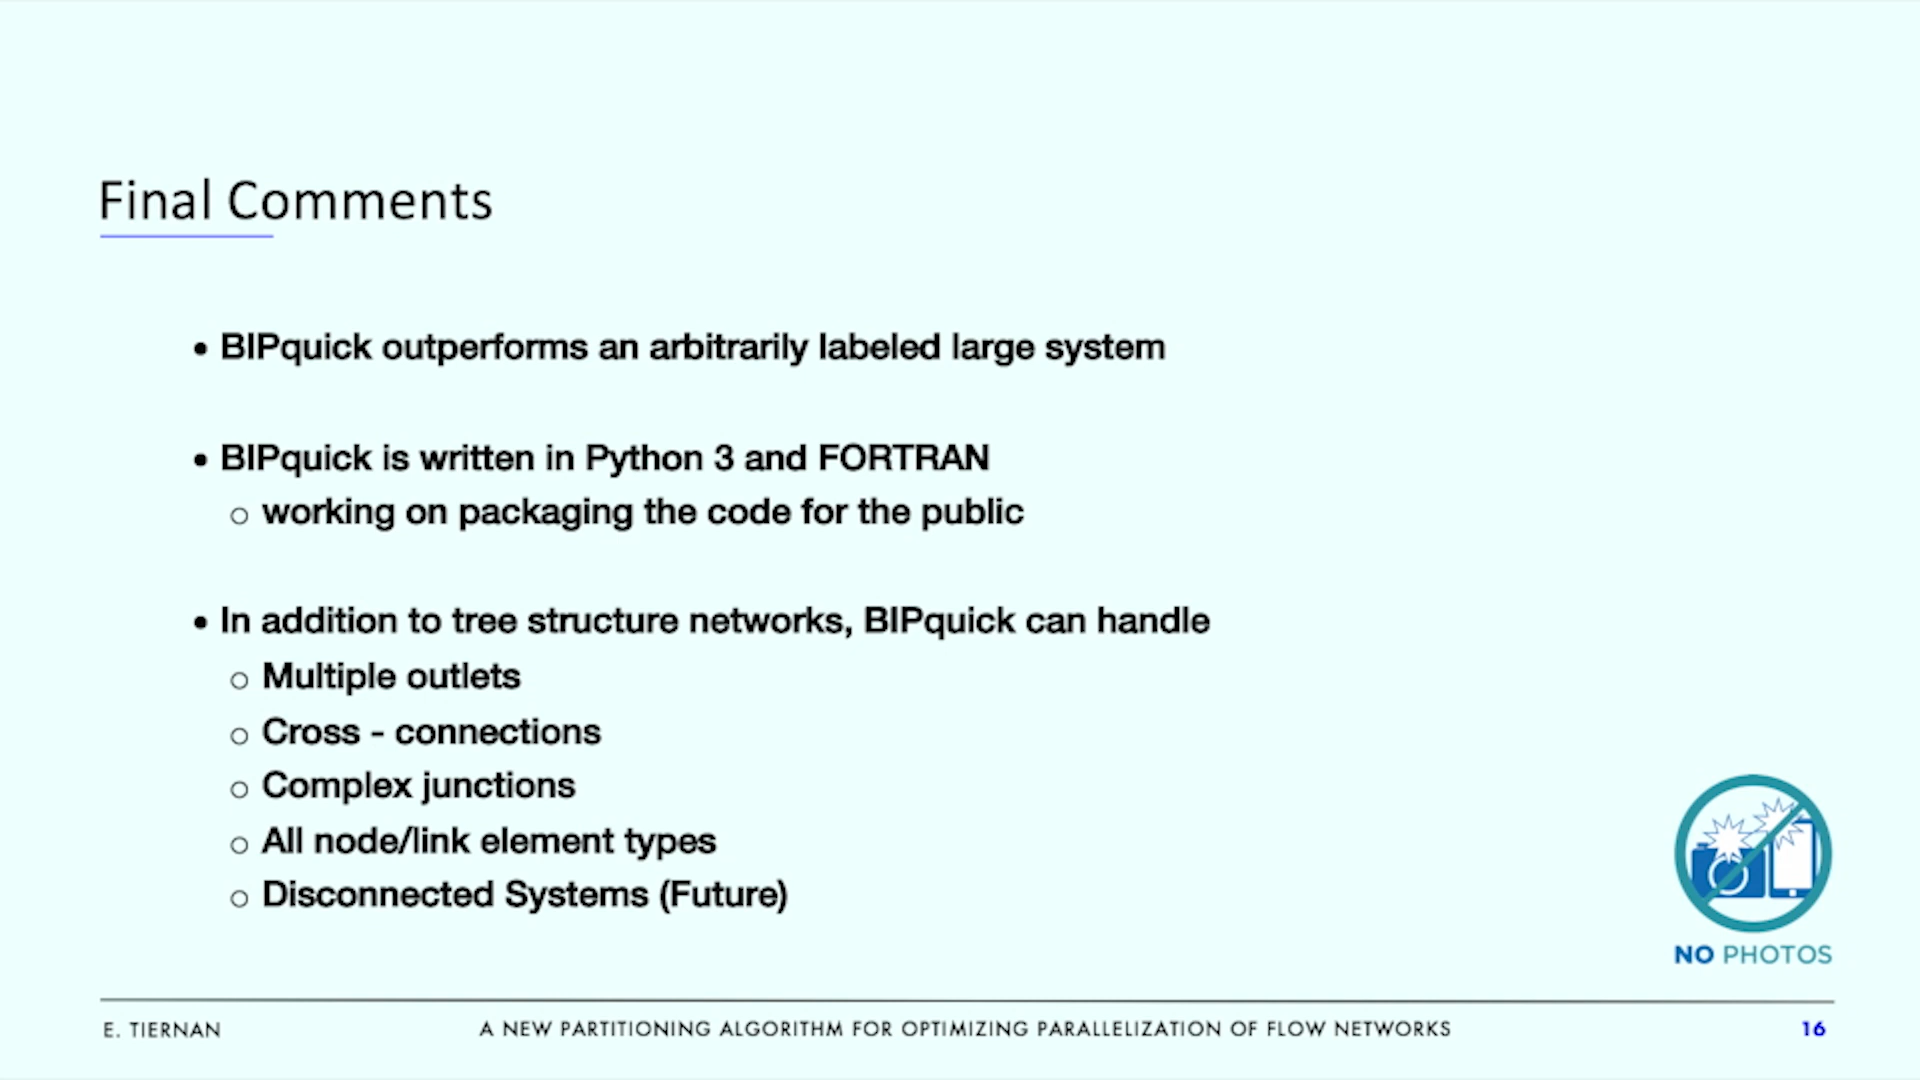 Final Comments
• BIPquick outperforms an arbitrarily labeled large system
• BIPquick is written in Python 3 and FORTRAN
○ working on packaging the code for the public
• In addition to tree structure networks, BIPquick can handle
○ Multiple outlets
○ Cross - connections
○ Complex junctions
○ All node/link element types
○ Disconnected Systems (Future)
NO PHOTOS
E. TIERNAN
A NEW PARTITIONING ALGORITHM FOR OPTIMIZING PARALLELIZATION OF FLOW NETWORKS
16